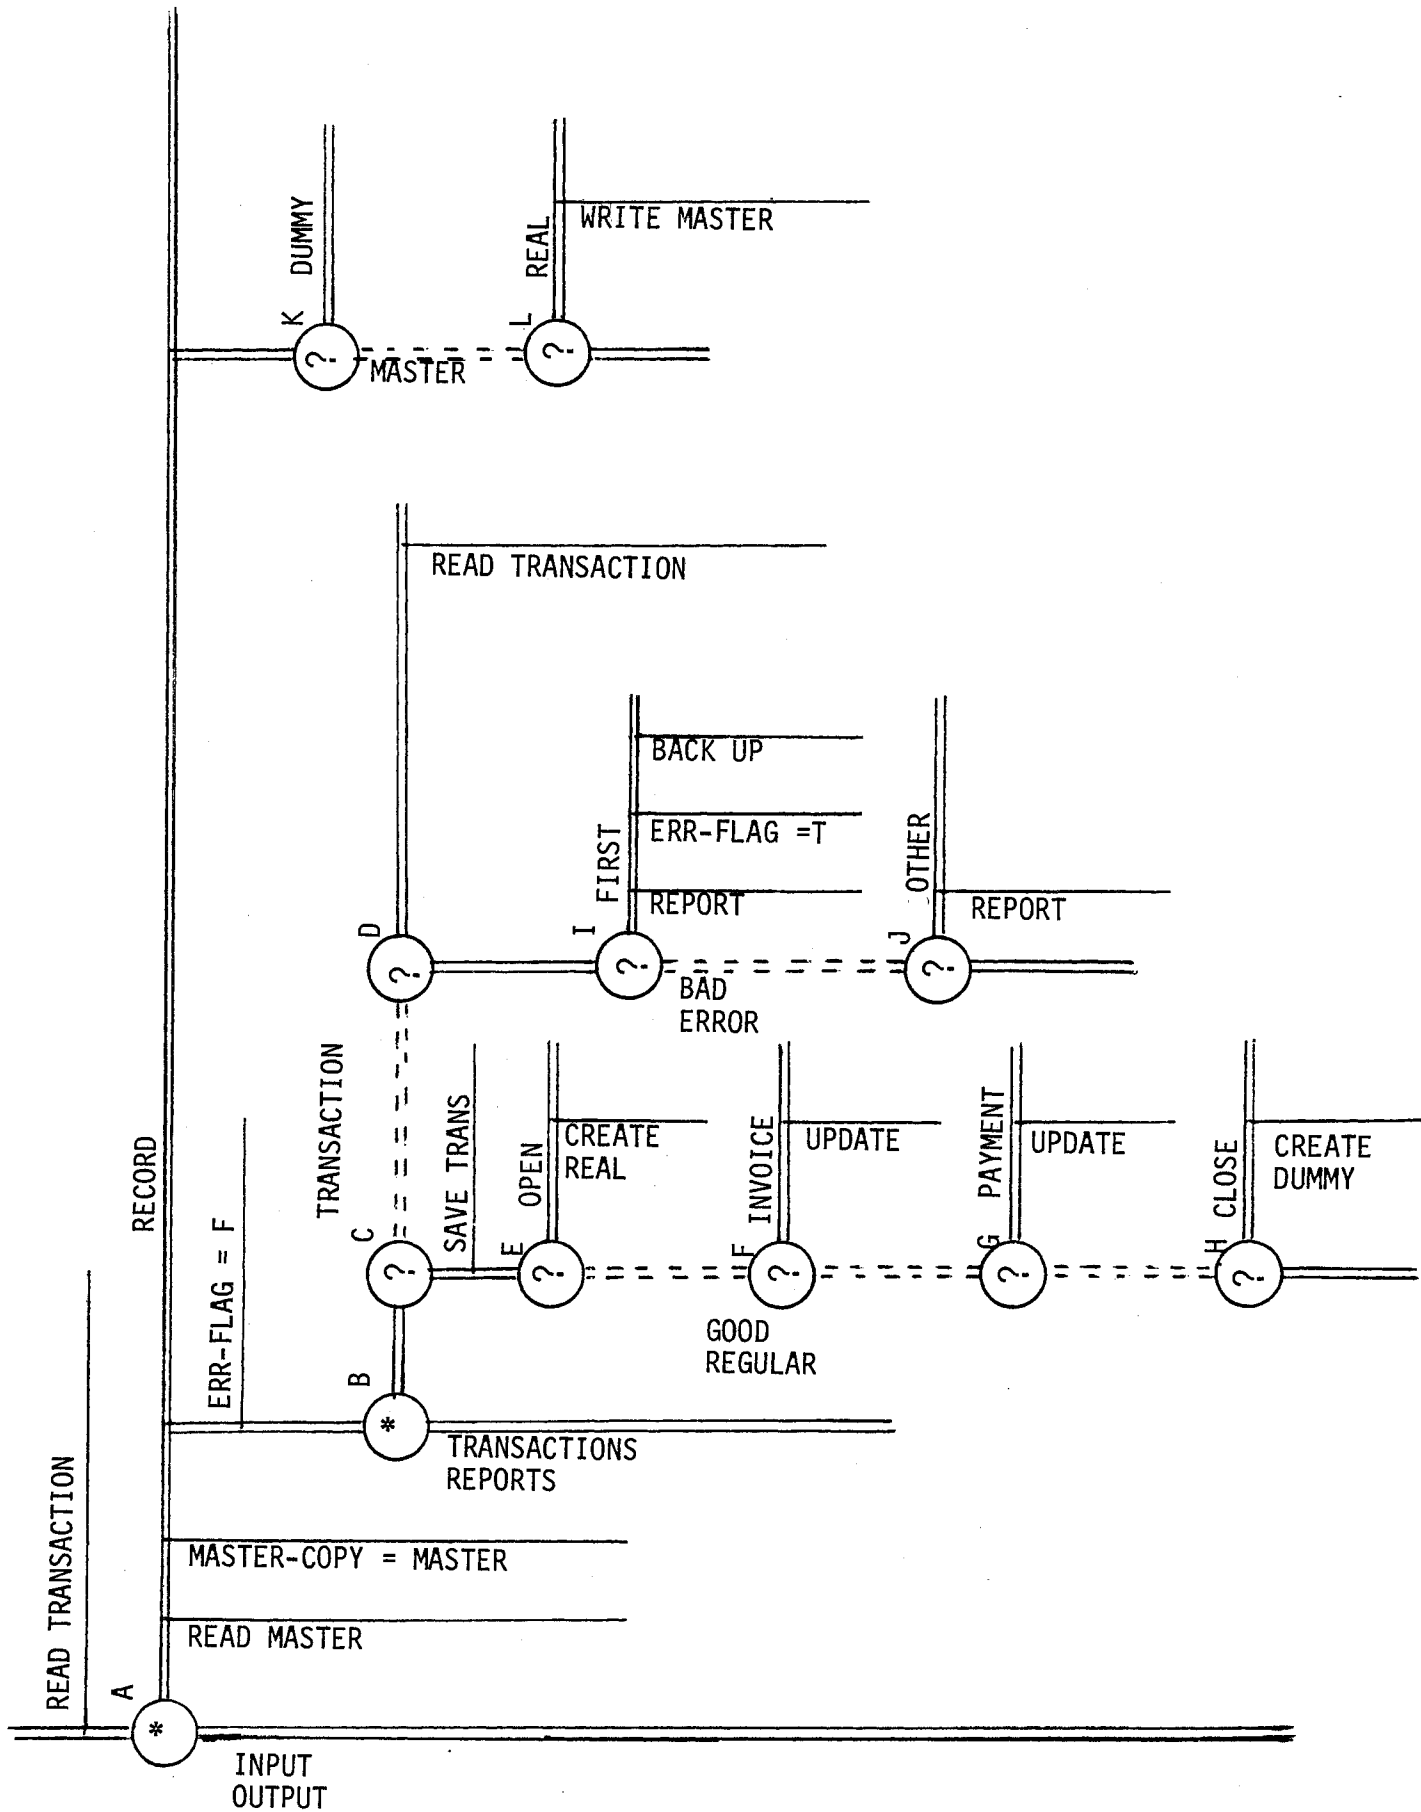 K
DUMMY
L
REAL
WRITE MASTER
?
?
MASTER
READ TRANSACTION
BACK UP
ERR-FLAG =T
REPORT
FIRST
I
OTHER
REPORT
J
D
?
?
?
BAD
ERROR
RECORD
TRANSACTION
C
SAVE TRANS
OPEN
E
CREATE
REAL
INVOICE
F
UPDATE
PAYMENT
G
UPDATE
CLOSE
H
CREATE
DUMMY
?
?
?
?
?
GOOD
REGULAR
ERR-FLAG = F
B
*
TRANSACTIONS
REPORTS
READ TRANSACTION
MASTER-COPY = MASTER
READ MASTER
A
*
INPUT
OUTPUT